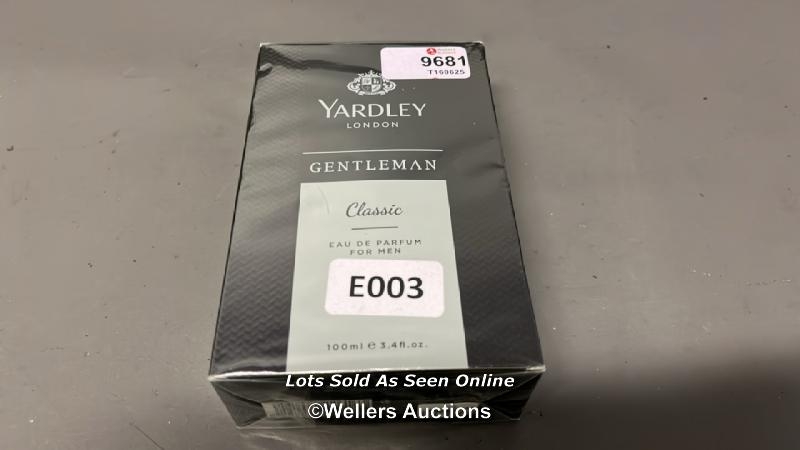 9681
T169625
YARDLEY
LONDON
GENTLEMAN
Classic
EAU DE PARFUM
FOR MEN
E003
100ml e 3.4fl.oz.
Lots Sold As Seen Online
©Wellers Auctions